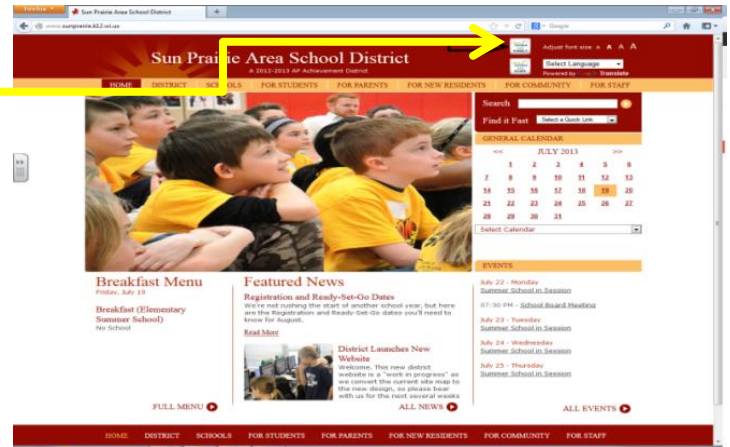 Firefox
Sun Prairie Area School District
www.sunprairie.k12.wi.us
Google
Sun Prairie Area School District
A 2012-2013 AP Achievement District
Adjust font size A A A A
Select Language
Powered by Translate
HOME DISTRICT SCHOOLS FOR STUDENTS FOR PARENTS FOR NEW RESIDENTS FOR COMMUNITY FOR STAFF
Search
Find it Fast Select a Quick Link
GENERAL CALENDAR
<< JULY 2013 >>
1 2 3 4 5 6
7 8 9 10 11 12 13
14 15 16 17 18 19 20
21 22 23 24 25 26 27
28 29 30 31
Select Calendar
EVENTS
July 22 - Monday
Summer School in Session
07:30 PM - School Board Meeting
July 23 - Tuesday
Summer School in Session
July 24 - Wednesday
Summer School in Session
July 25 - Thursday
Summer School in Session
ALL EVENTS
Breakfast Menu
Friday, July 19
Breakfast (Elementary
Summer School)
No School
FULL MENU
Featured News
Registration and Ready-Set-Go Dates
We're not rushing the start of another school year, but here
are the Registration and Ready-Set-Go dates you'll need to
know for August.
Read More
District Launches New
Website
Welcome. This new district
website is a "work in progress" as
we convert the current site map to
the new design, so please bear
with us for the next several weeks
ALL NEWS
HOME DISTRICT SCHOOLS FOR STUDENTS FOR PARENTS FOR NEW RESIDENTS FOR COMMUNITY FOR STAFF